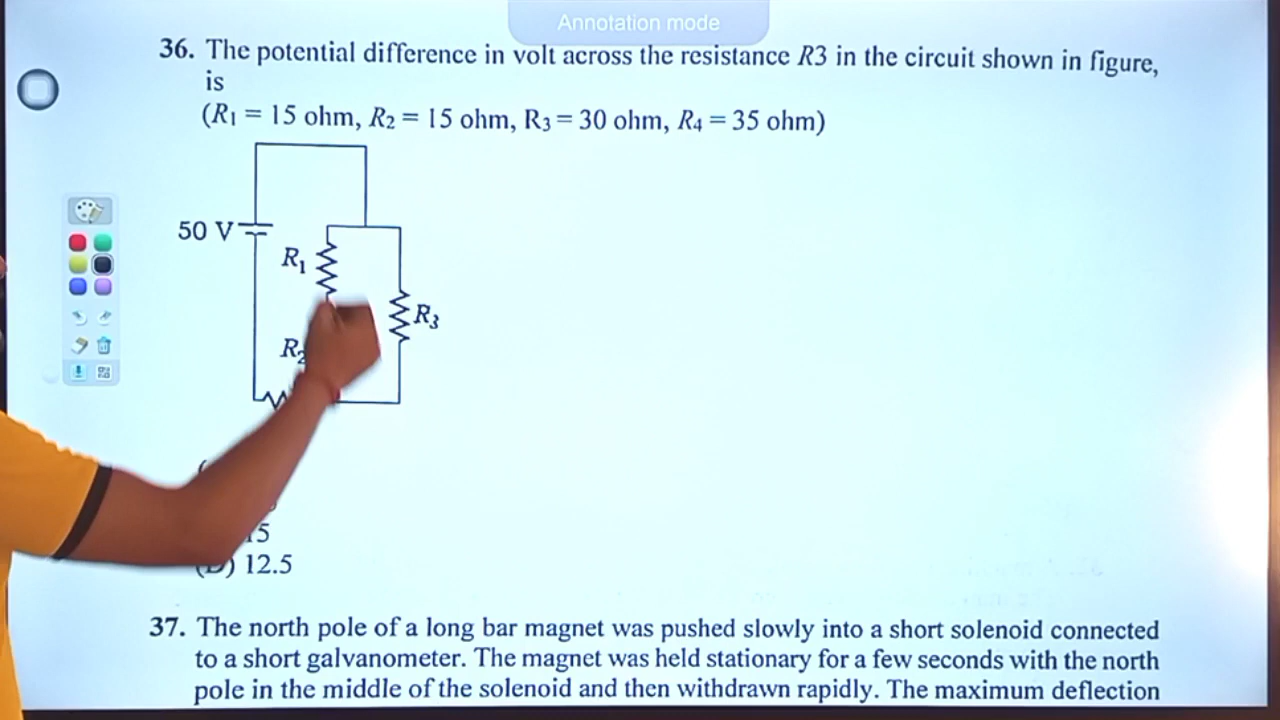 Annotation mode
36. The potential difference in volt across the resistance R3 in the circuit shown in figure,
is
(R1 = 15 ohm, R2 = 15 ohm, R3 = 30 ohm, R4 = 35 ohm)
50 V
R1
R3
R2
(D) 12.5
37. The north pole of a long bar magnet was pushed slowly into a short solenoid connected
to a short galvanometer. The magnet was held stationary for a few seconds with the north
pole in the middle of the solenoid and then withdrawn rapidly. The maximum deflection